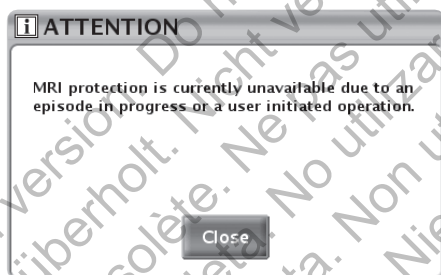 i ATTENTION
MRI protection is currently unavailable due to an
episode in progress or a user initiated operation.
Close